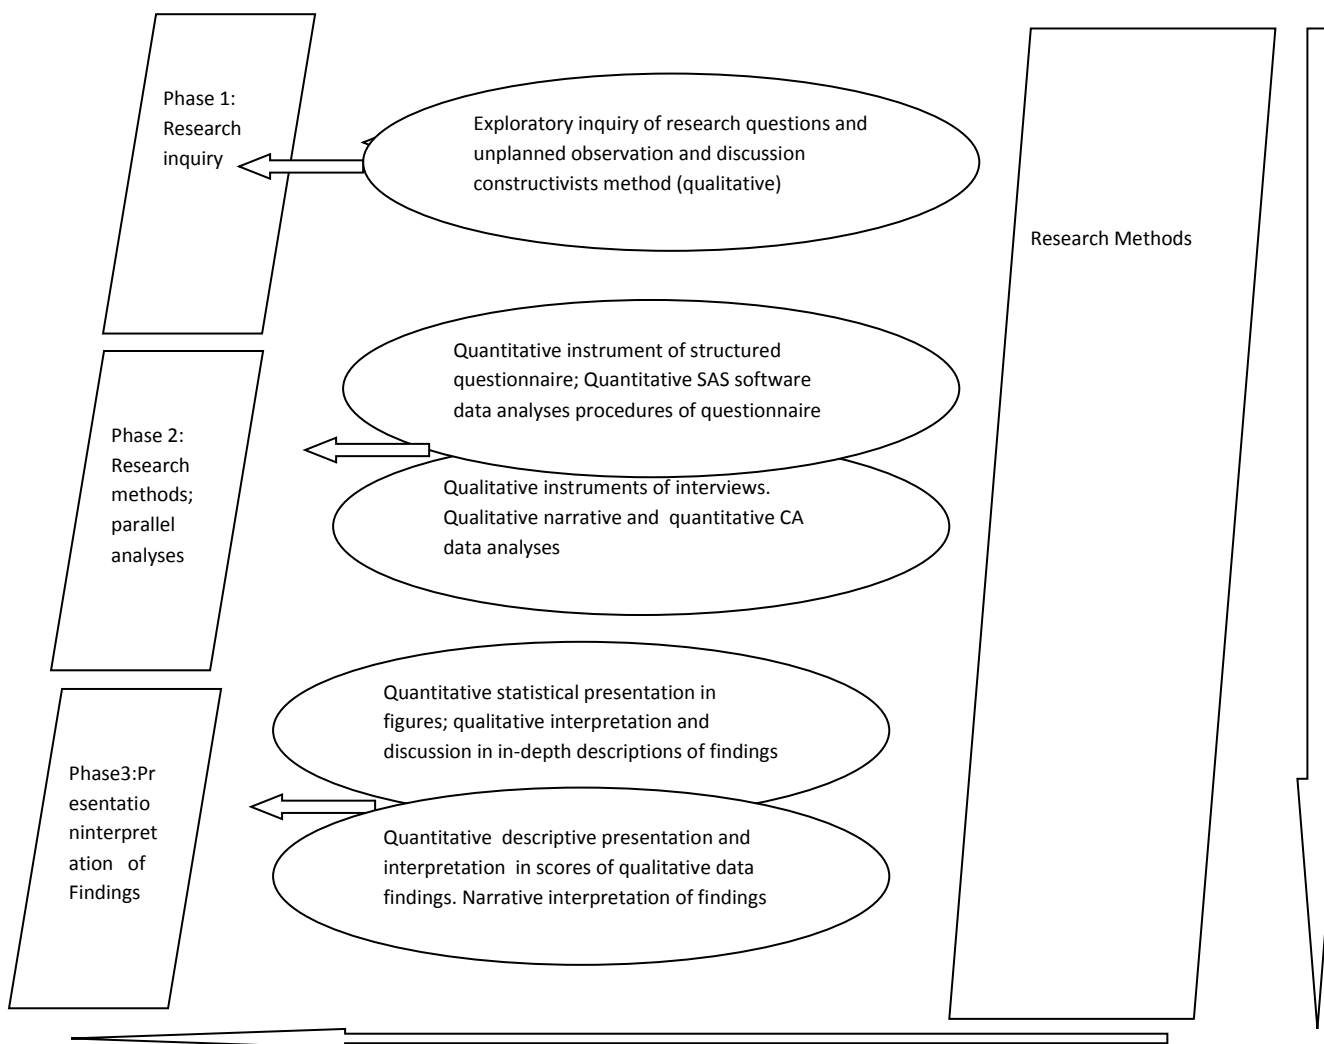 Phase 1:
Research
inquiry
Exploratory inquiry of research questions and
unplanned observation and discussion
constructivists method (qualitative)
Research Methods
Quantitative instrument of structured
questionnaire; Quantitative SAS software
data analyses procedures of questionnaire
Phase 2:
Research
methods;
parallel
analyses
Qualitative instruments of interviews.
Qualitative narrative and  quantitative CA
data analyses
Quantitative statistical presentation in
figures; qualitative interpretation and
discussion in in-depth descriptions of findings
Phase3:Pr
esentatio
ninterpret
ation  of
Findings
Quantitative  descriptive presentation and
interpretation  in scores of qualitative data
findings. Narrative interpretation of findings